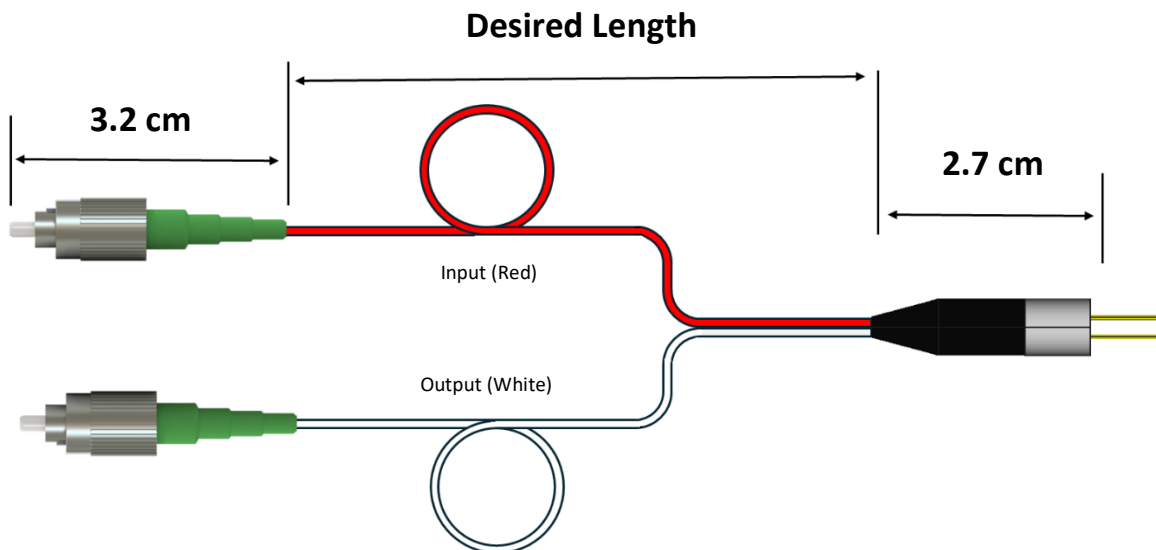 Desired Length
3.2 cm
2.7 cm
Input (Red)
Output (White)